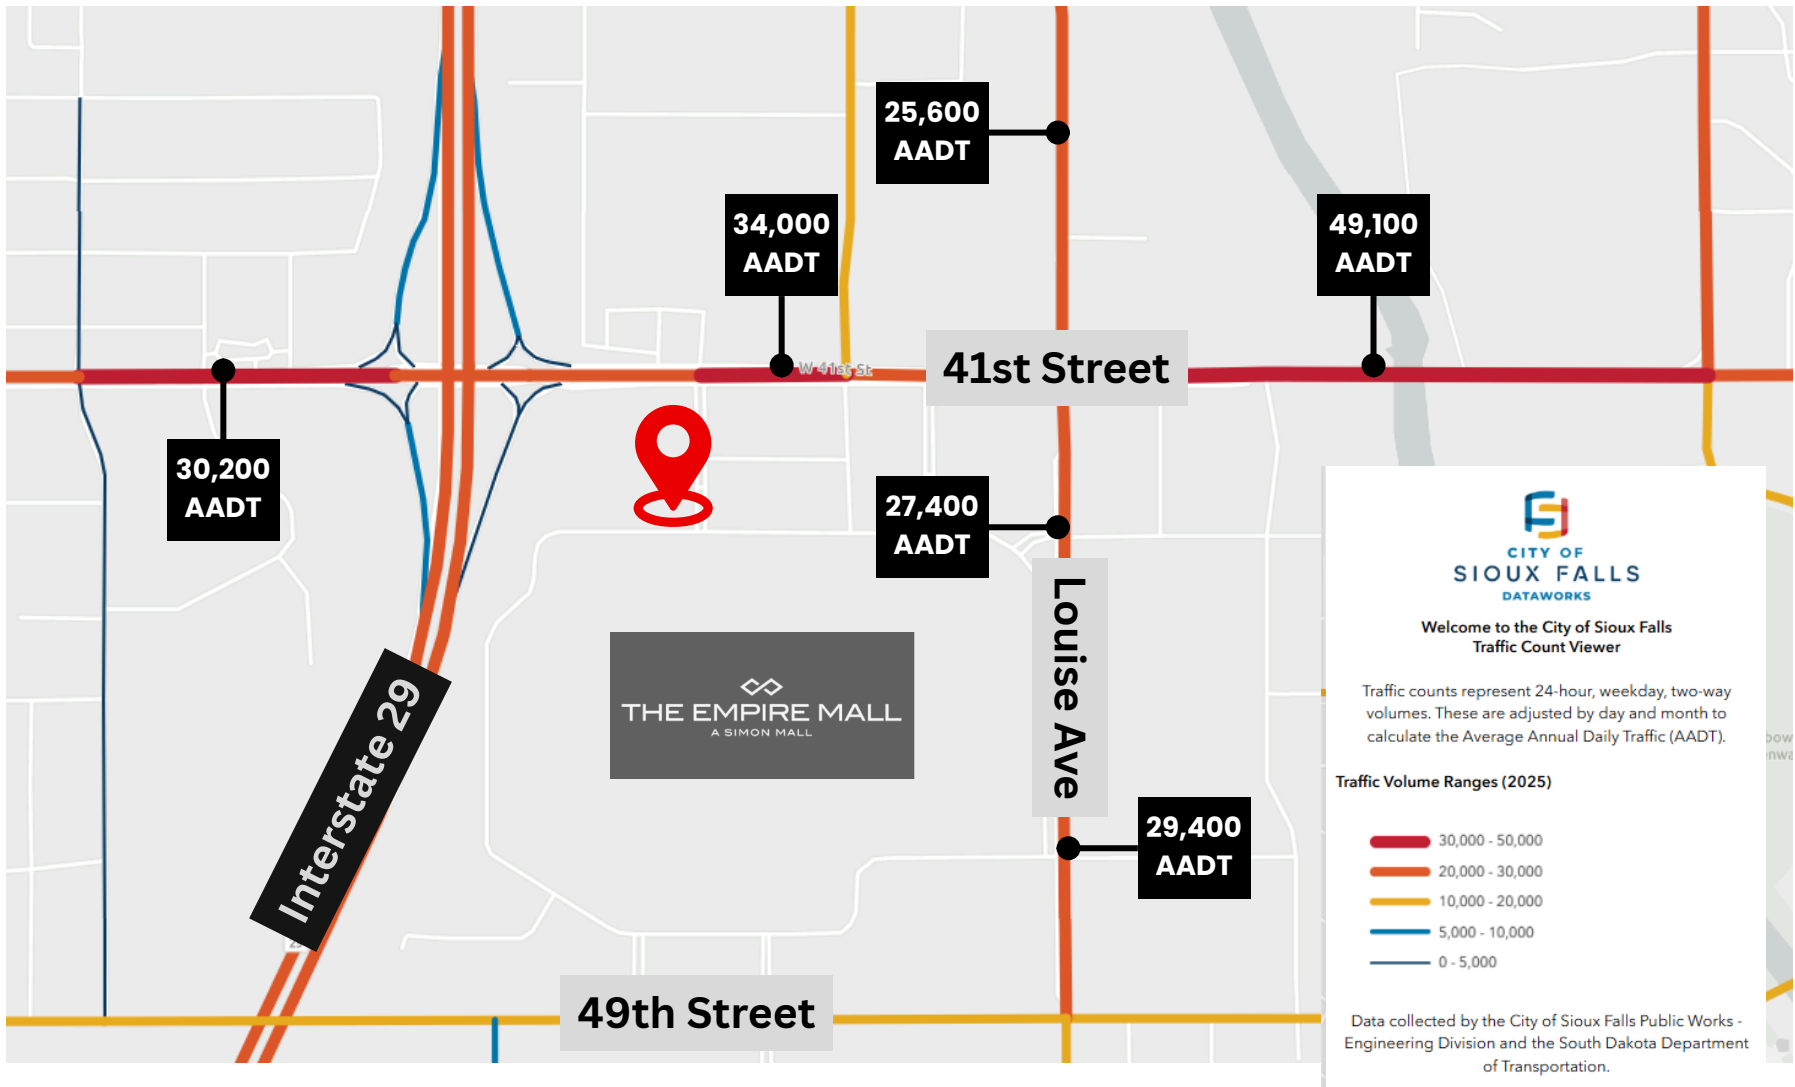 25,600
AADT
34,000
AADT
49,100
AADT
W 41st St
41st Street
30,200
AADT
27,400
AADT
Louise Ave
THE EMPIRE MALL
A SIMON MALL
Interstate 29
29,400
AADT
49th Street
CITY OF
SIOUX FALLS
DATAWORKS
Welcome to the City of Sioux Falls
Traffic Count Viewer
Traffic counts represent 24-hour, weekday, two-way
volumes. These are adjusted by day and month to
calculate the Average Annual Daily Traffic (AADT).
Traffic Volume Ranges (2025)
30,000 - 50,000
20,000 - 30,000
10,000 - 20,000
5,000 - 10,000
0 - 5,000
Data collected by the City of Sioux Falls Public Works -
Engineering Division and the South Dakota Department
of Transportation.